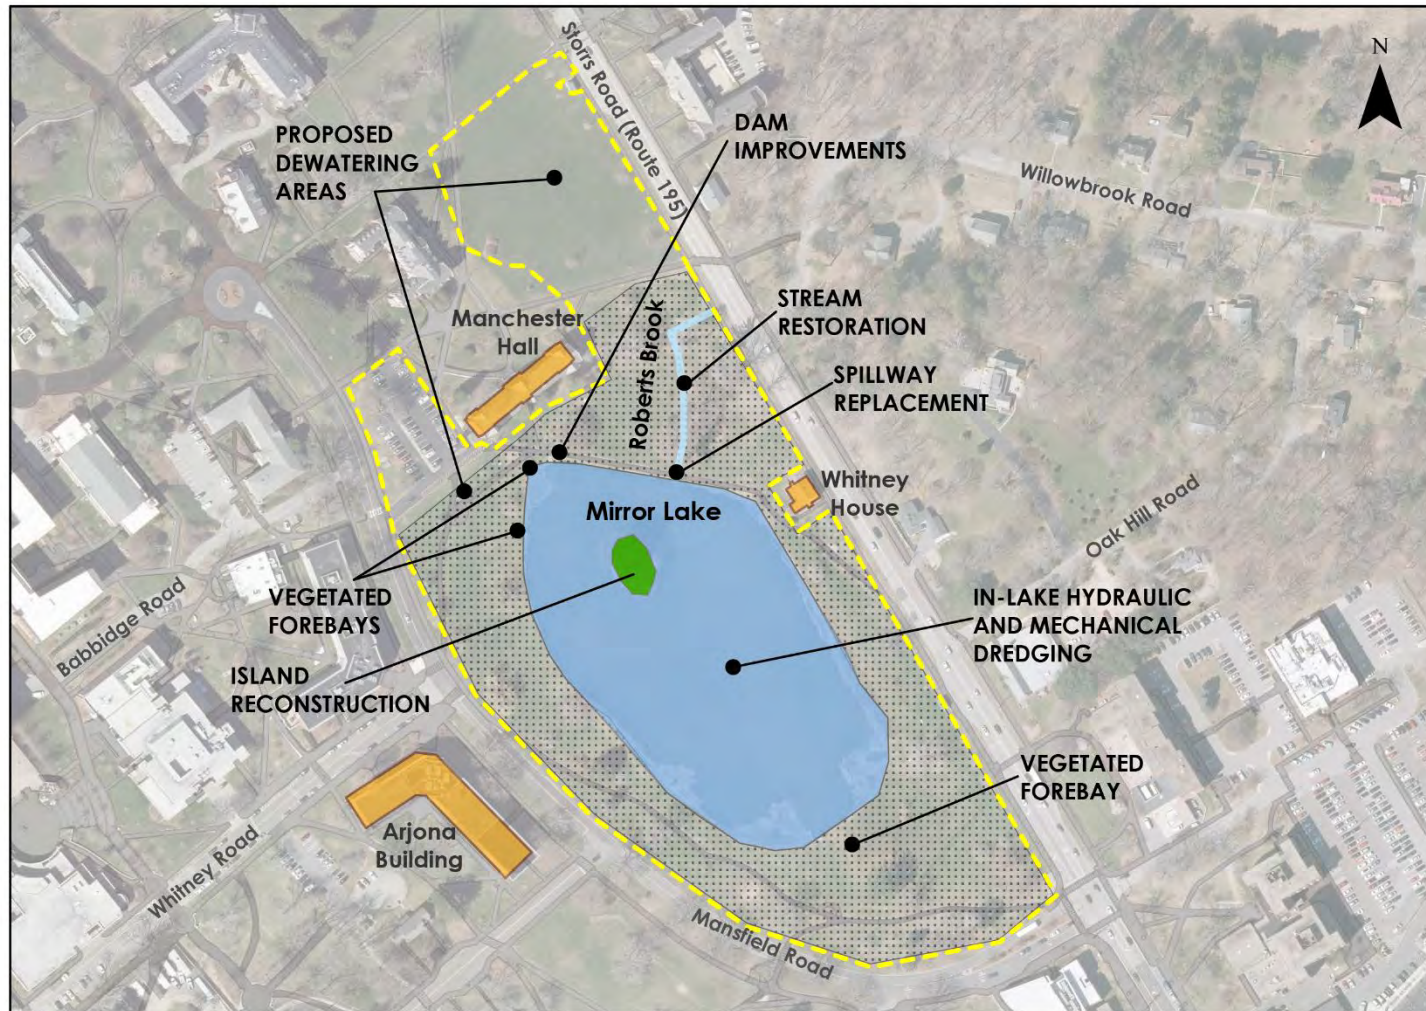 N
Storrs Road (Route 195)
PROPOSED
DEWATERING
AREAS
DAM
IMPROVEMENTS
Willowbrook Road
Manchester
Hall
Roberts Brook
STREAM
RESTORATION
SPILLWAY
REPLACEMENT
Whitney
House
Mirror Lake
Oak Hill Road
Babbidge Road
VEGETATED
FOREBAYS
IN-LAKE HYDRAULIC
AND MECHANICAL
DREDGING
ISLAND
RECONSTRUCTION
VEGETATED
FOREBAY
Arjona
Building
Whitney Road
Mansfield Road